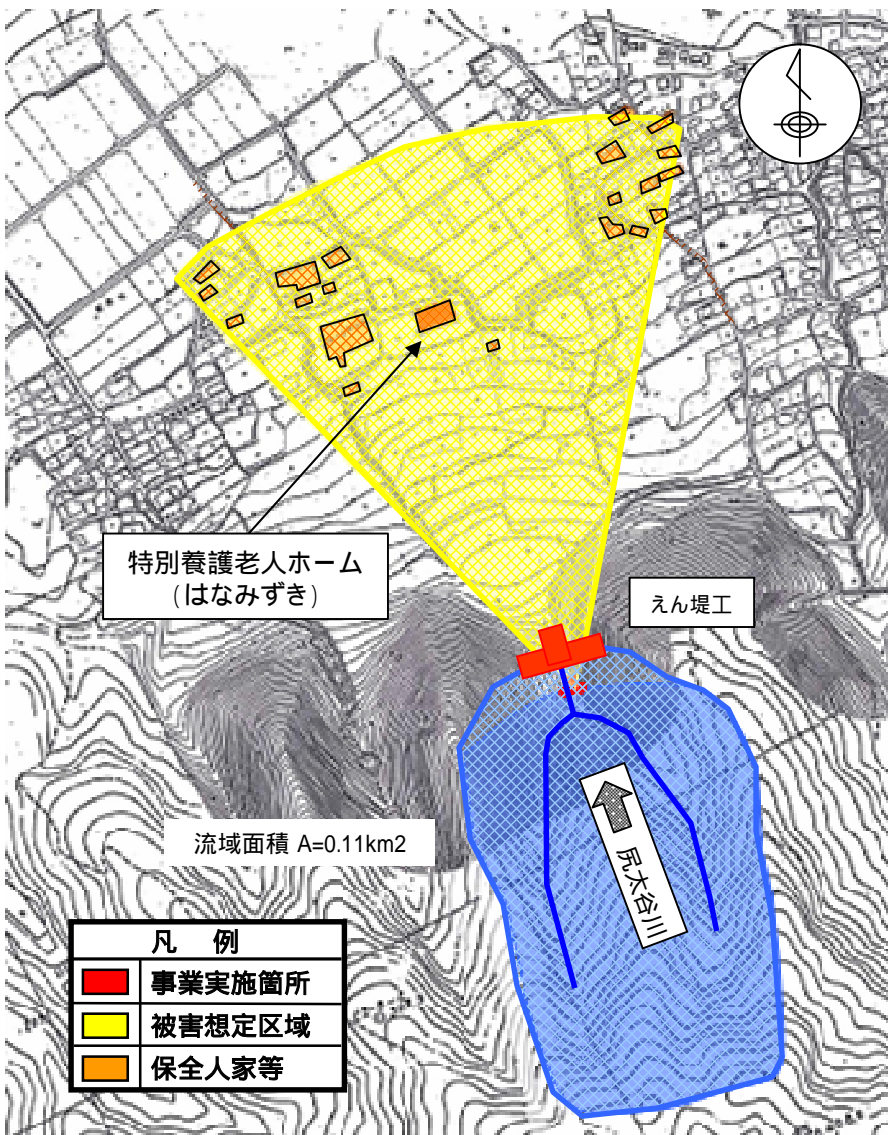 特別養護老人ホーム
(はなみずき)
えん堤工
流域面積 A=0.11km2
尻太谷川
凡 例
事業実施箇所
被害想定区域
保全人家等